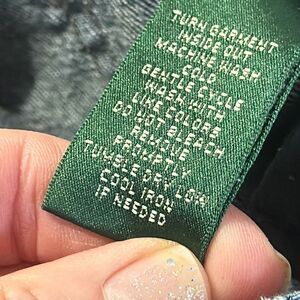 TURN GARMENT
INSIDE OUT
MACHINE WASH
COLD
GENTLE CYCLE
WASH WITH
LIKE COLORS
DO NOT BLEACH
REMOVE
PROMPTLY
TUMBLE DRY LOW
COOL IRON
IF NEEDED